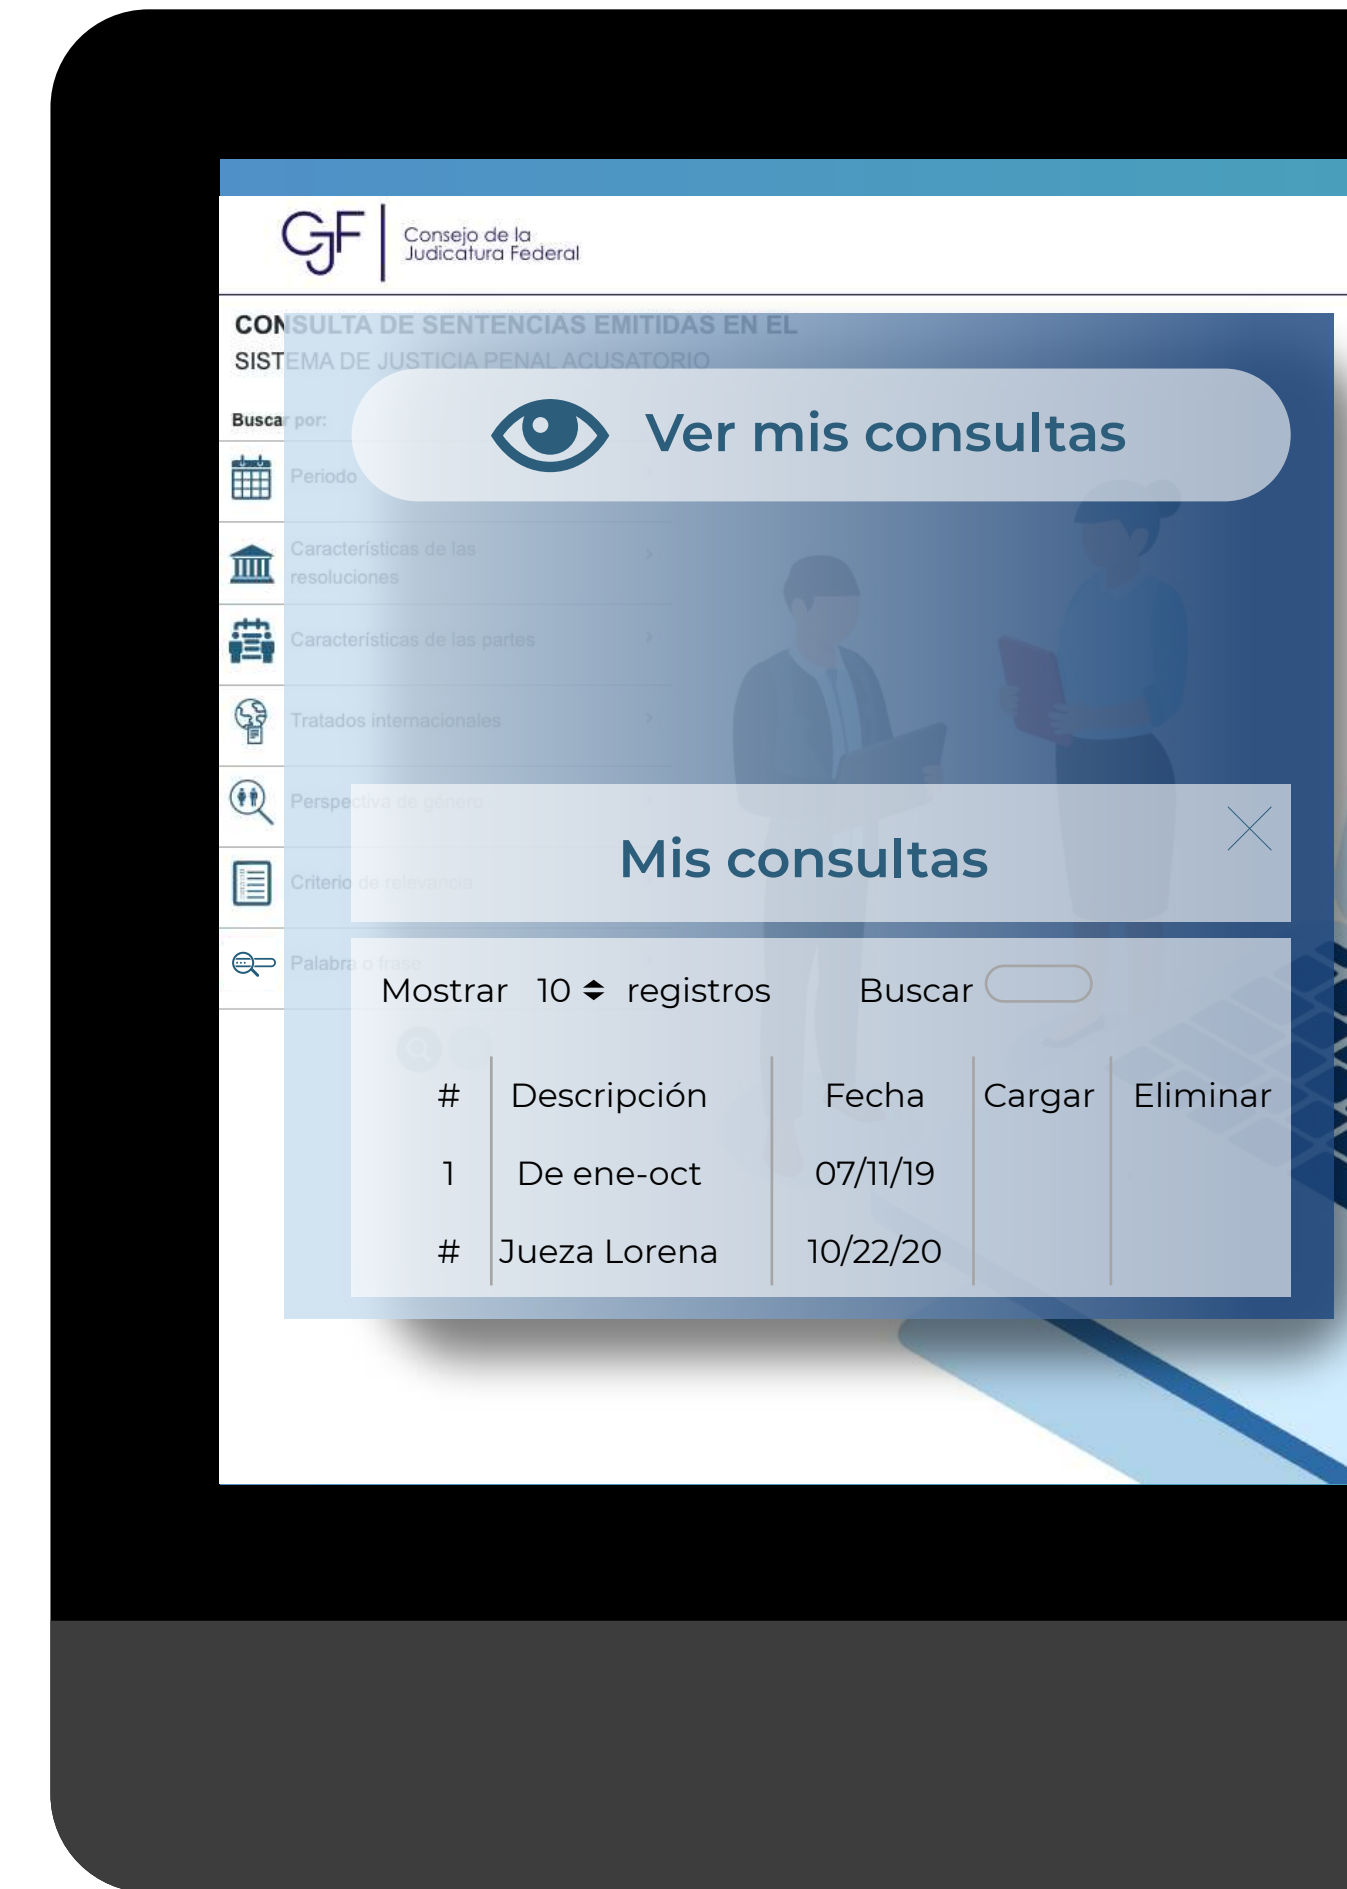 CJF
Consejo de la
Judicatura Federal
CONSULTA DE SENTENCIAS EMITIDAS EN EL
SISTEMA DE JUSTICIA PENAL ACUSATORIO
Buscar por:
Ver mis consultas
Periodo
Características de las
resoluciones
Características de las partes
Tratados internacionales
Perspectiva de género
Mis consultas
Criterio de relevancia
Palabra o frase
Mostrar 10 registros Buscar
# Descripción Fecha Cargar Eliminar
1 De ene-oct 07/11/19
# Jueza Lorena 10/22/20